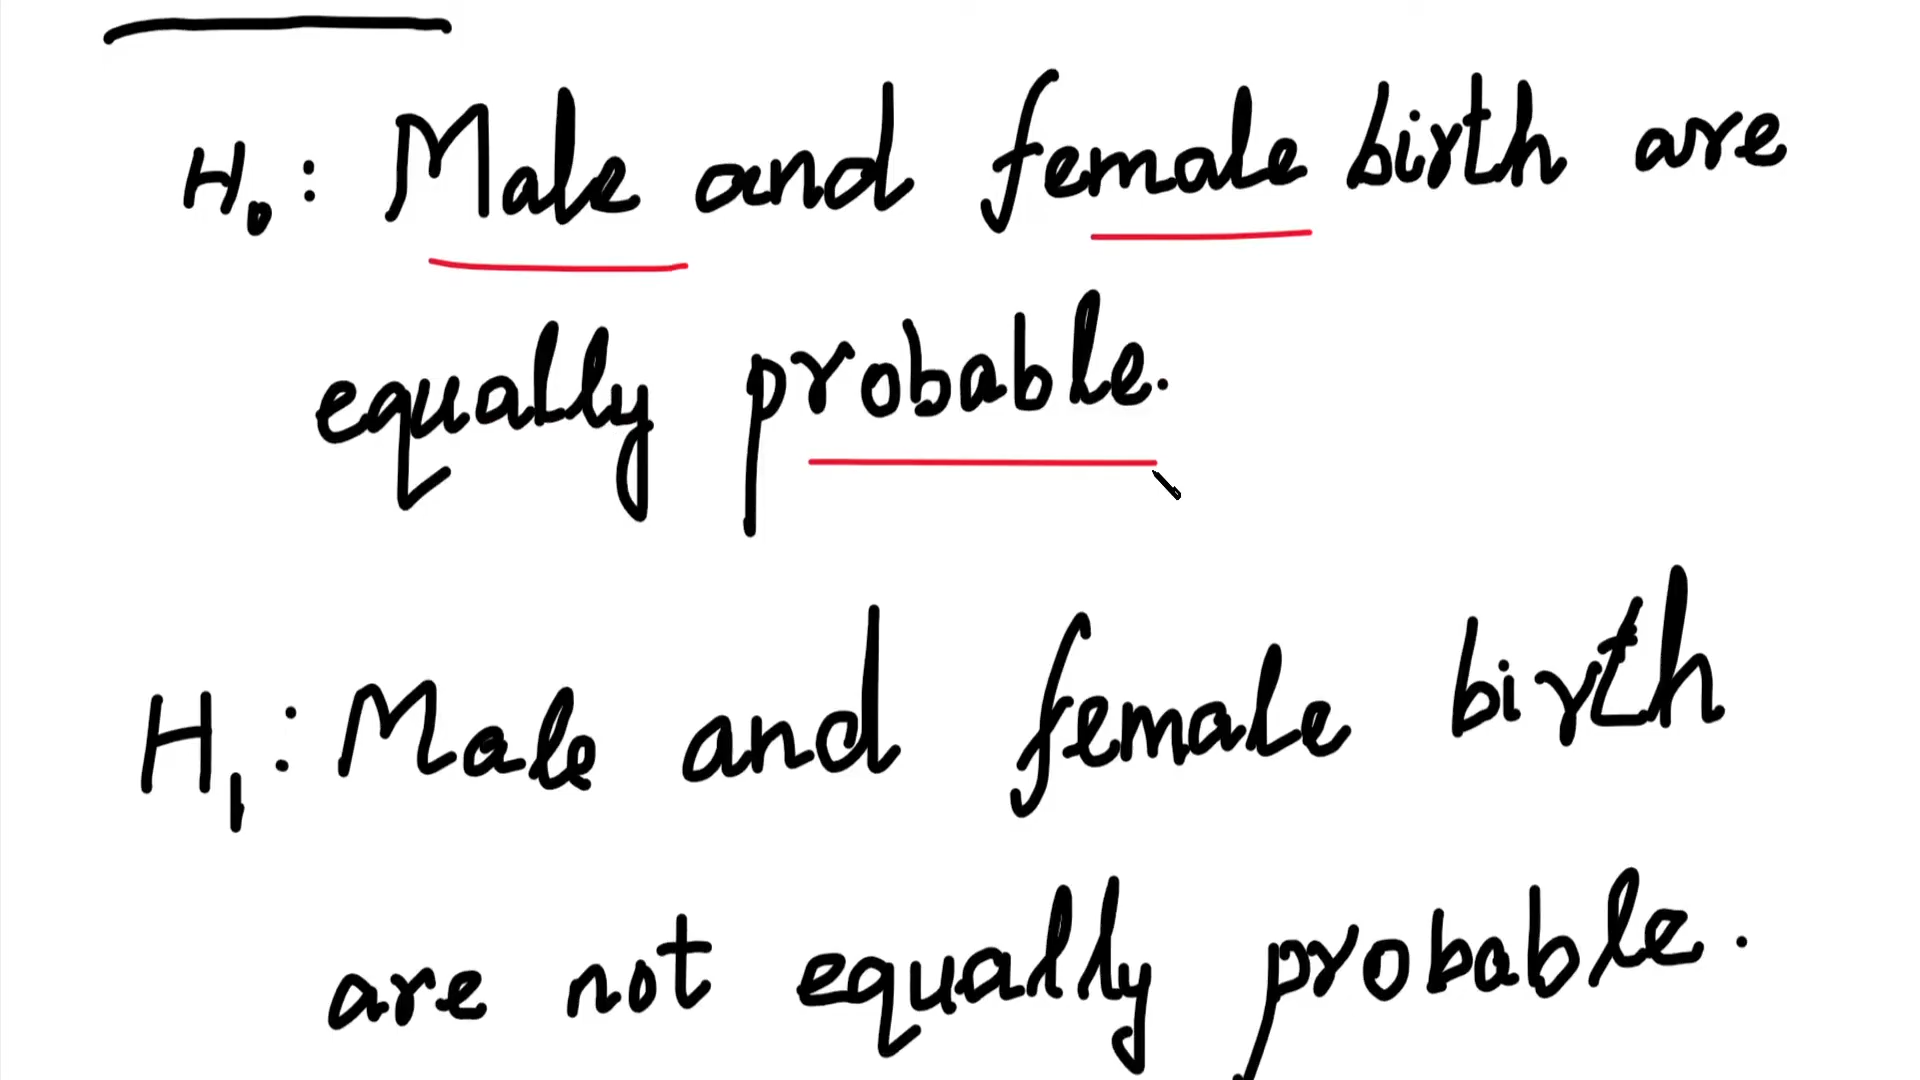 H₀: Male and female birth are
equally probable.
H₁: Male and female birth
are not equally probable.